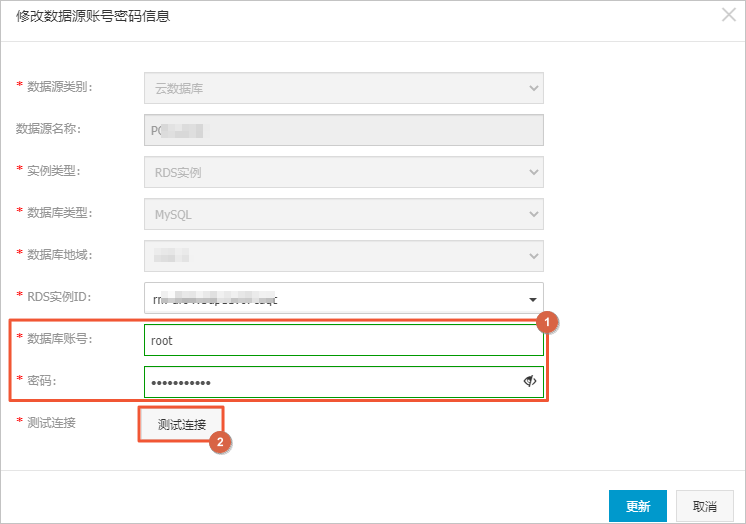 修改数据源账号密码信息
* 数据源类别:
云数据库
数据源名称:
* 实例类型:
RDS实例
* 数据库类型:
MySQL
* 数据库地域:
* RDS实例ID:
1
* 数据库账号:
root
* 密码:
•••••••••••
* 测试连接
测试连接
2
更新
取消